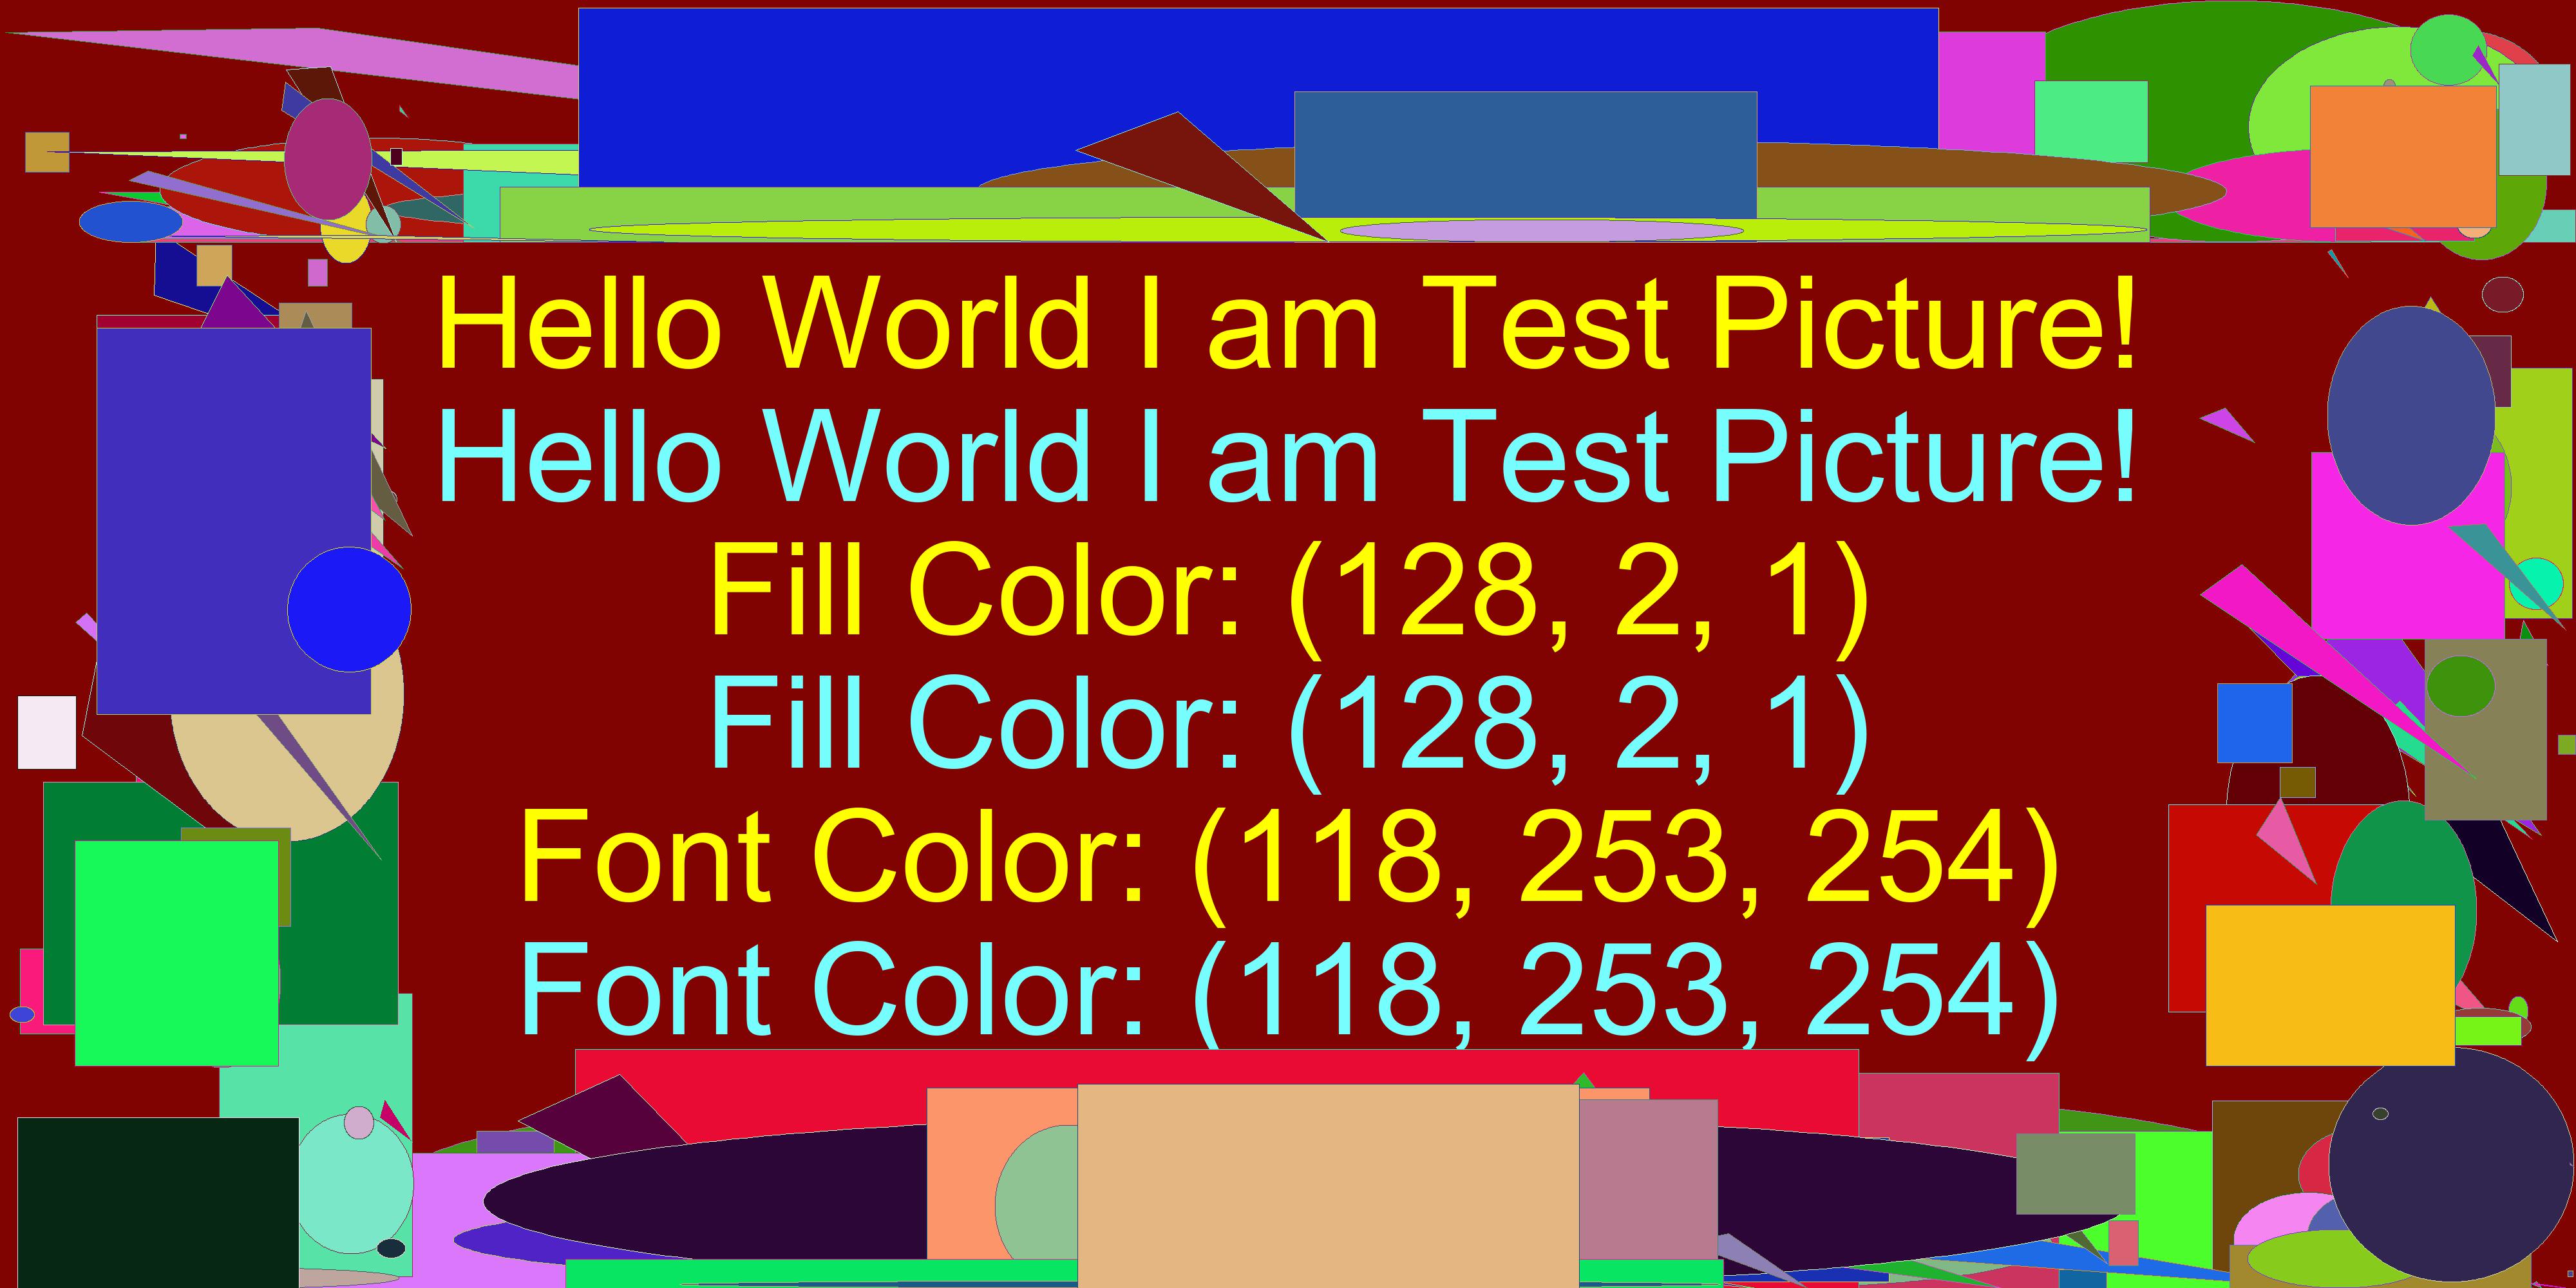 Hello World I am Test Picture!
Hello World I am Test Picture!
Fill Color: (128, 2, 1)
Fill Color: (128, 2, 1)
Font Color: (118, 253, 254)
Font Color: (118, 253, 254)